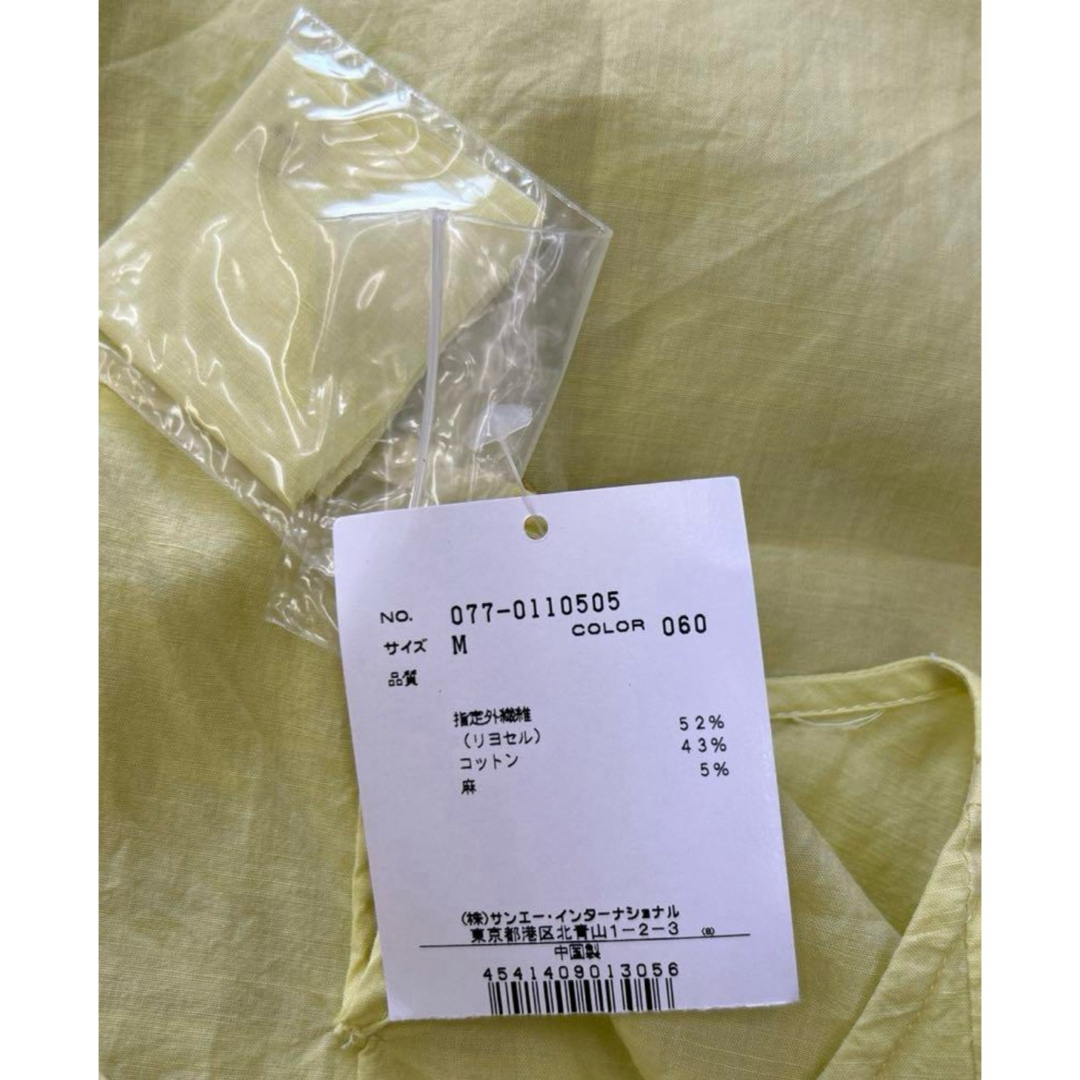 NO. 077-0110505
サイズ M COLOR 060
品質
指定外繊維 52%
(リヨセル) 43%
コットン 5%
麻
(株)サンエー・インターナショナル
東京都港区北青山1-2-3 (B)
中国製
4541409013056